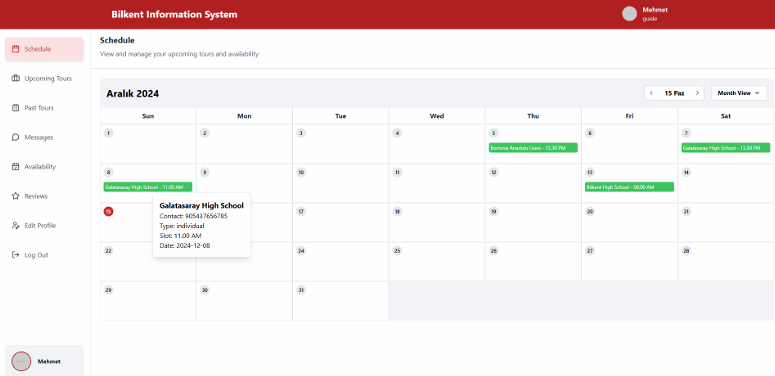 Bilkent Information System
Mehmet
guide
Schedule
Upcoming Tours
Past Tours
Messages
Availability
Reviews
Edit Profile
Log Out
Mehmet
Schedule
View and manage your upcoming tours and availability
Aralık 2024
15 Paz
Month View
Sun Mon Tue Wed Thu Fri Sat
1 2 3 4 5 6 7
Bornova Anadolu Lisesi - 13.30 PM
Galatasaray High School - 13.30 PM
8 9 10 11 12 13 14
Galatasaray High School - 11.00 AM
Bilkent High School - 09.00 AM
15 17 18 19 20 21
Galatasaray High School
Contact: 905437656785
Type: individual
Slot: 11.00 AM
Date: 2024-12-08
22 24 25 26 27 28
29 30 31